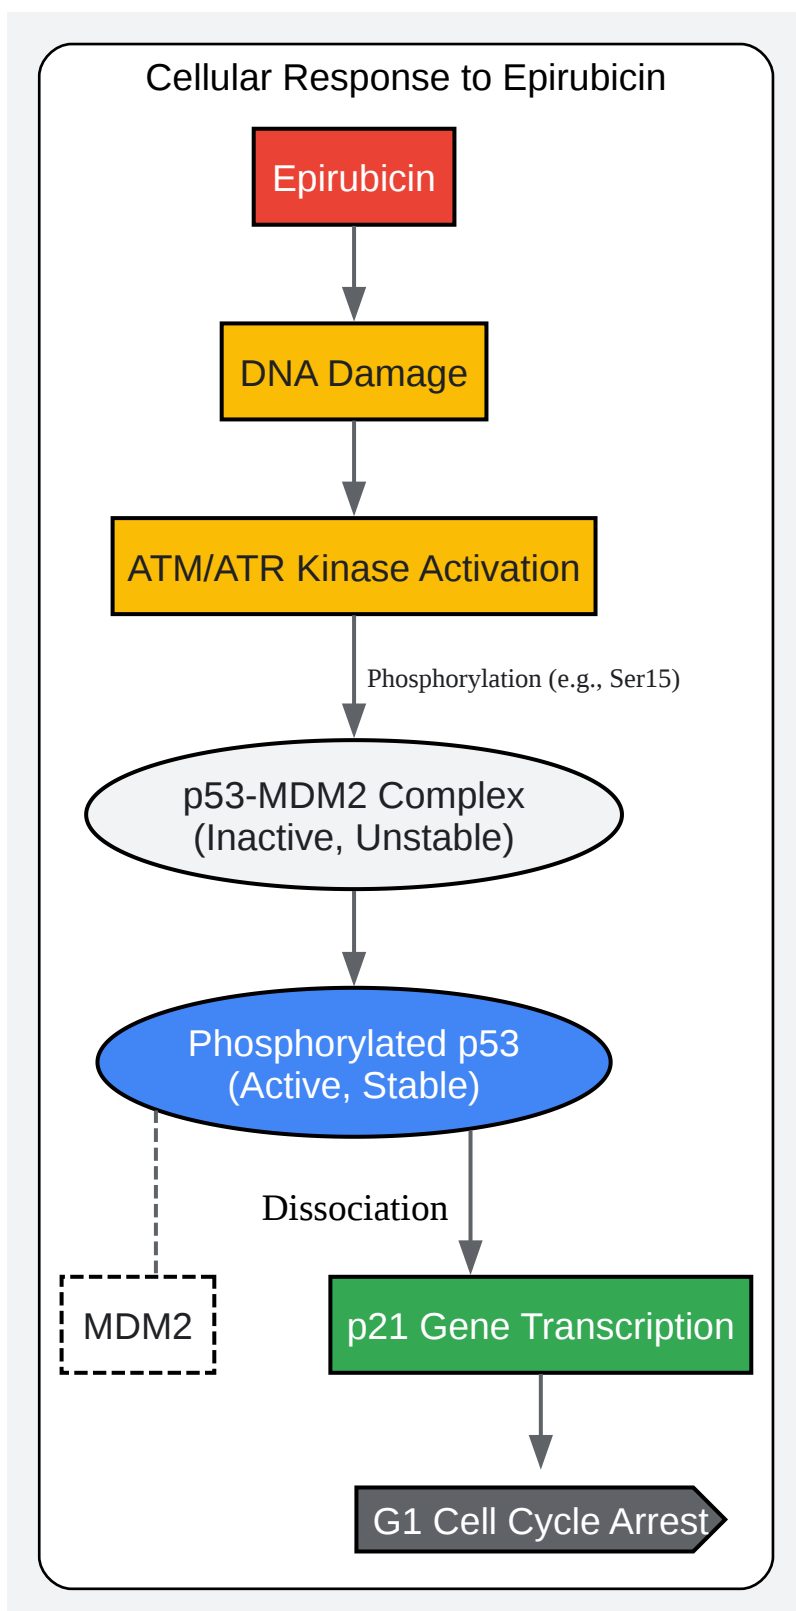 Cellular Response to Epirubicin
Epirubicin
DNA Damage
ATM/ATR Kinase Activation
Phosphorylation (e.g., Ser15)
p53-MDM2 Complex
(Inactive, Unstable)
Phosphorylated p53
(Active, Stable)
Dissociation
MDM2
p21 Gene Transcription
G1 Cell Cycle Arrest